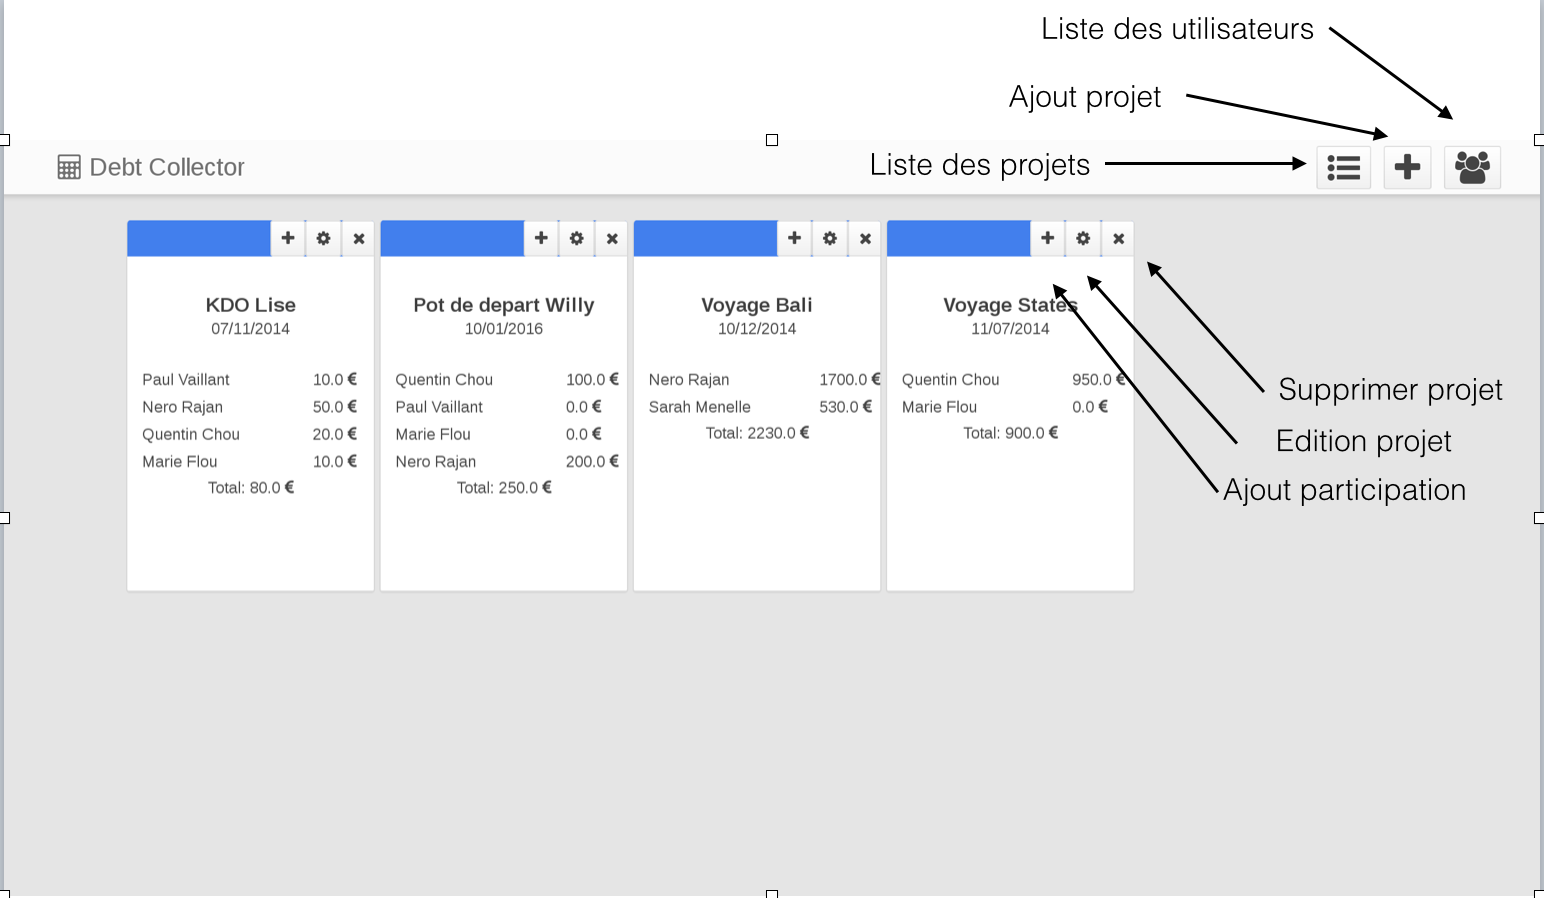 Liste des utilisateurs
Ajout projet
Debt Collector
Liste des projets
KDO Lise
07/11/2014
Paul Vaillant 10.0 €
Nero Rajan 50.0 €
Quentin Chou 20.0 €
Marie Flou 10.0 €
Total: 80.0 €
Pot de depart Willy
10/01/2016
Quentin Chou 100.0 €
Paul Vaillant 0.0 €
Marie Flou 0.0 €
Nero Rajan 200.0 €
Total: 250.0 €
Voyage Bali
10/12/2014
Nero Rajan 1700.0 €
Sarah Menelle 530.0 €
Total: 2230.0 €
Voyage States
11/07/2014
Quentin Chou 950.0 €
Marie Flou 0.0 €
Total: 900.0 €
Supprimer projet
Edition projet
Ajout participation